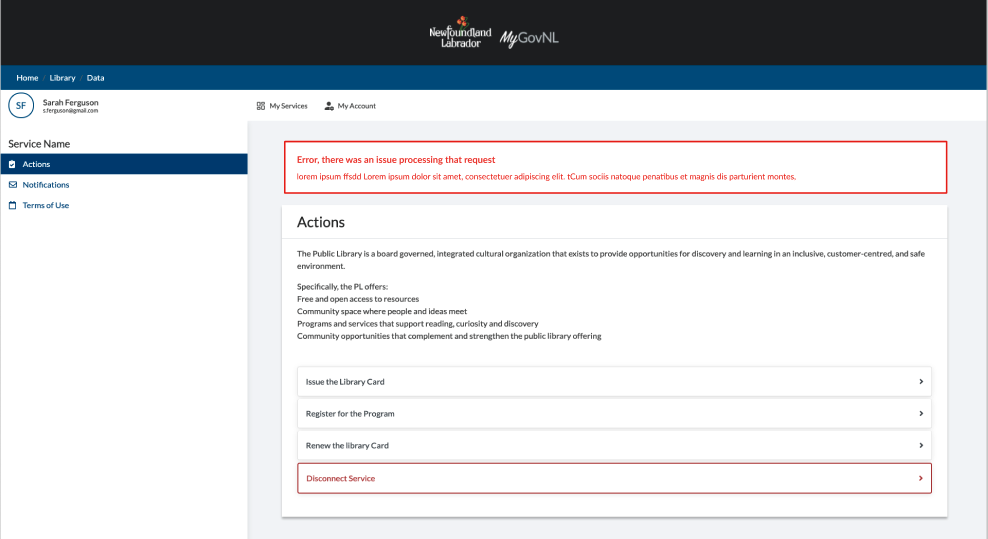 Newfoundland
Labrador
MyGovNL
Home / Library / Data
SF
Sarah Ferguson
s.ferguson@gmail.com
My Services
My Account
Service Name
Actions
Notifications
Terms of Use
Error, there was an issue processing that request
lorem ipsum ffsdd Lorem ipsum dolor sit amet, consectetuer adipiscing elit. tCum sociis natoque penatibus et magnis dis parturient montes,
Actions
The Public Library is a board governed, integrated cultural organization that exists to provide opportunities for discovery and learning in an inclusive, customer-centred, and safe
environment.
Specifically, the PL offers:
Free and open access to resources
Community space where people and ideas meet
Programs and services that support reading, curiosity and discovery
Community opportunities that complement and strengthen the public library offering
Issue the Library Card
Register for the Program
Renew the library Card
Disconnect Service